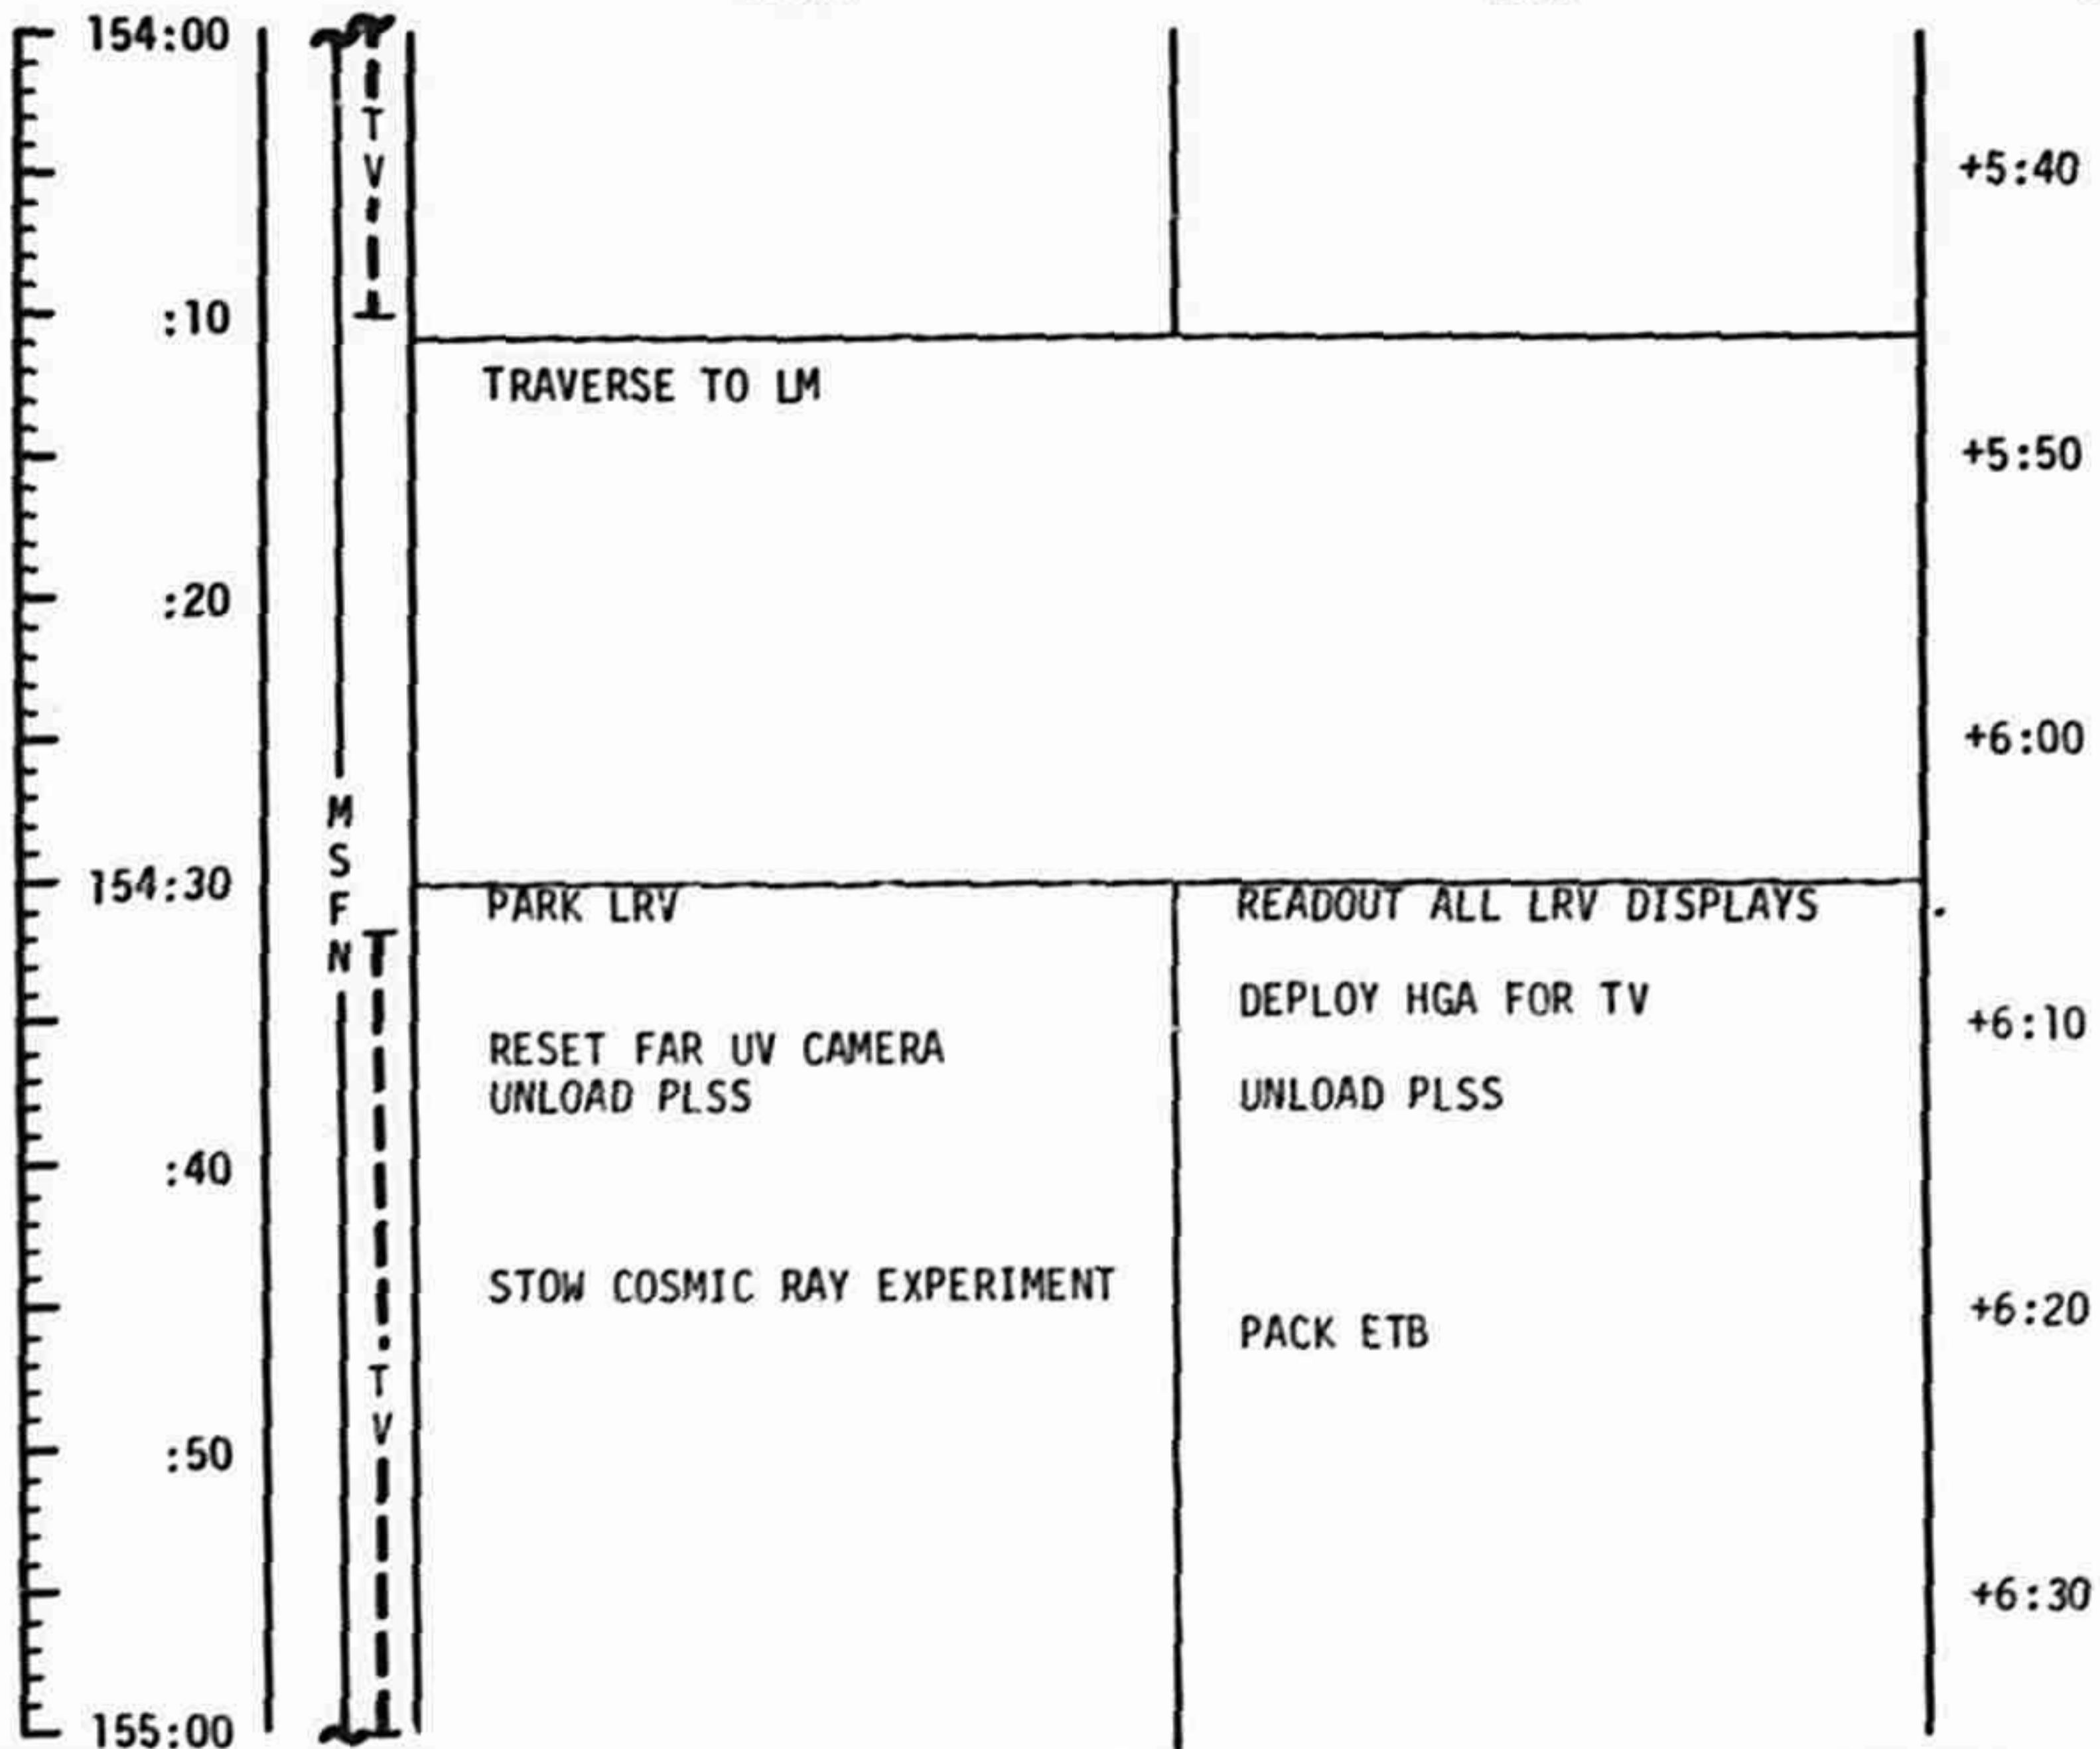 154:00
T
V
+5:40
:10
TRAVERSE TO LM
+5:50
:20
+6:00
M
S
F
N
154:30
PARK LRV
READOUT ALL LRV DISPLAYS
DEPLOY HGA FOR TV
+6:10
RESET FAR UV CAMERA
UNLOAD PLSS
UNLOAD PLSS
:40
STOW COSMIC RAY EXPERIMENT
+6:20
PACK ETB
T
V
:50
+6:30
155:00